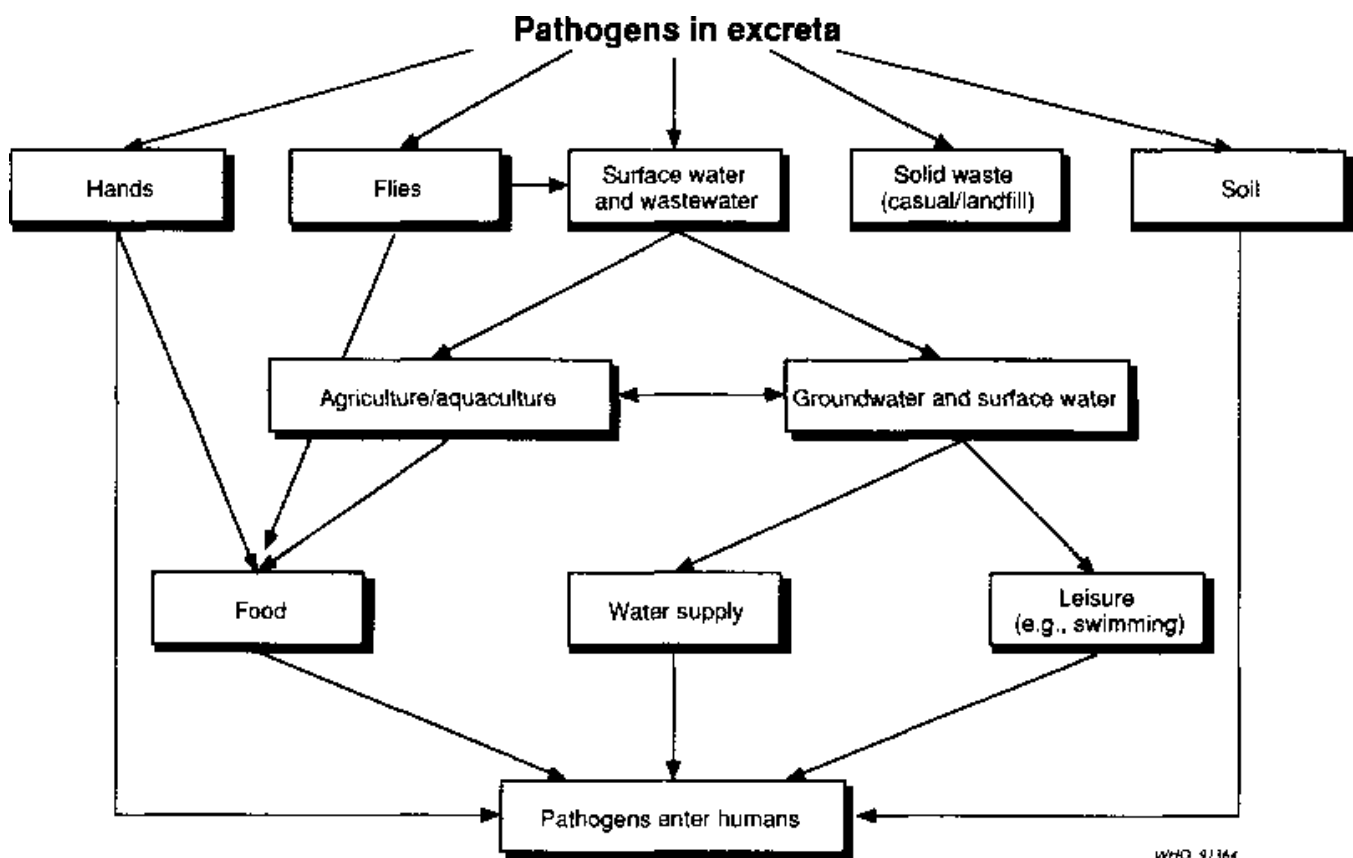 Pathogens in excreta
Hands
Flies
Surface water
and wastewater
Solid waste
(casual/landfill)
Soil
Agriculture/aquaculture
Groundwater and surface water
Food
Water supply
Leisure
(e.g., swimming)
Pathogens enter humans
WHO